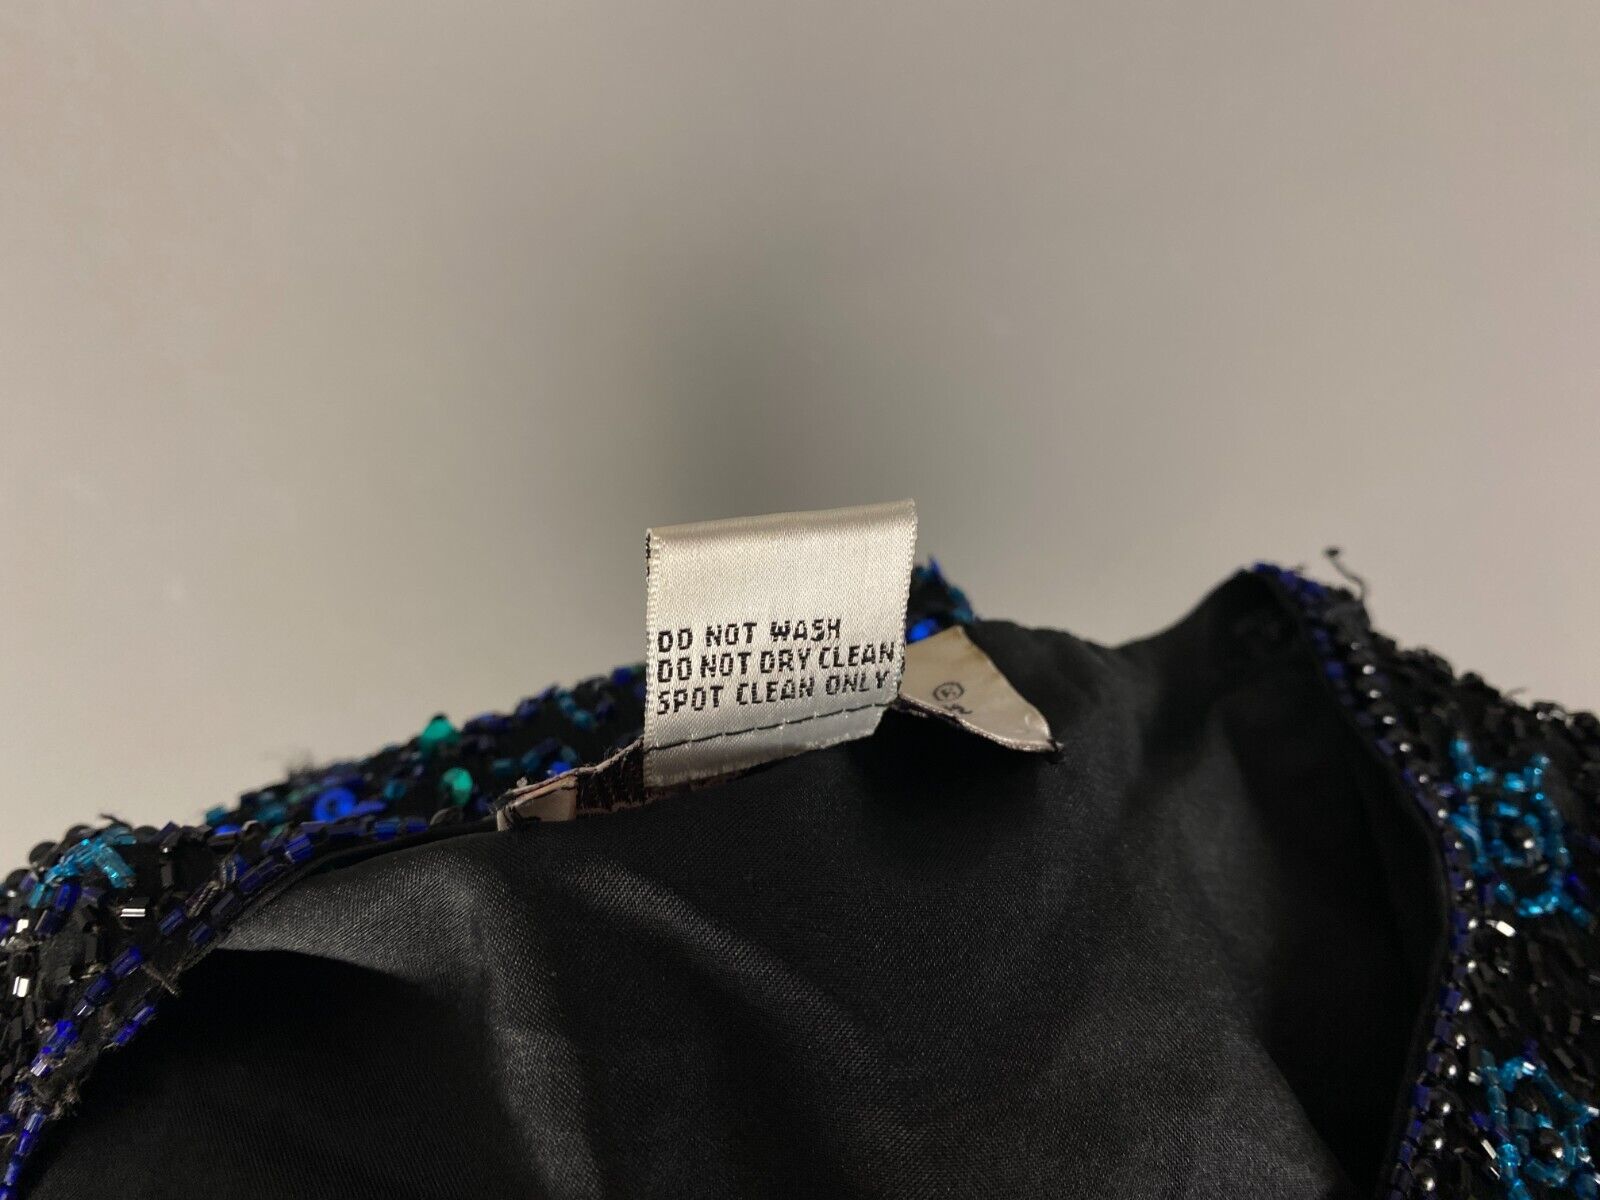 DO NOT WASH
DO NOT DRY CLEAN
SPOT CLEAN ONLY